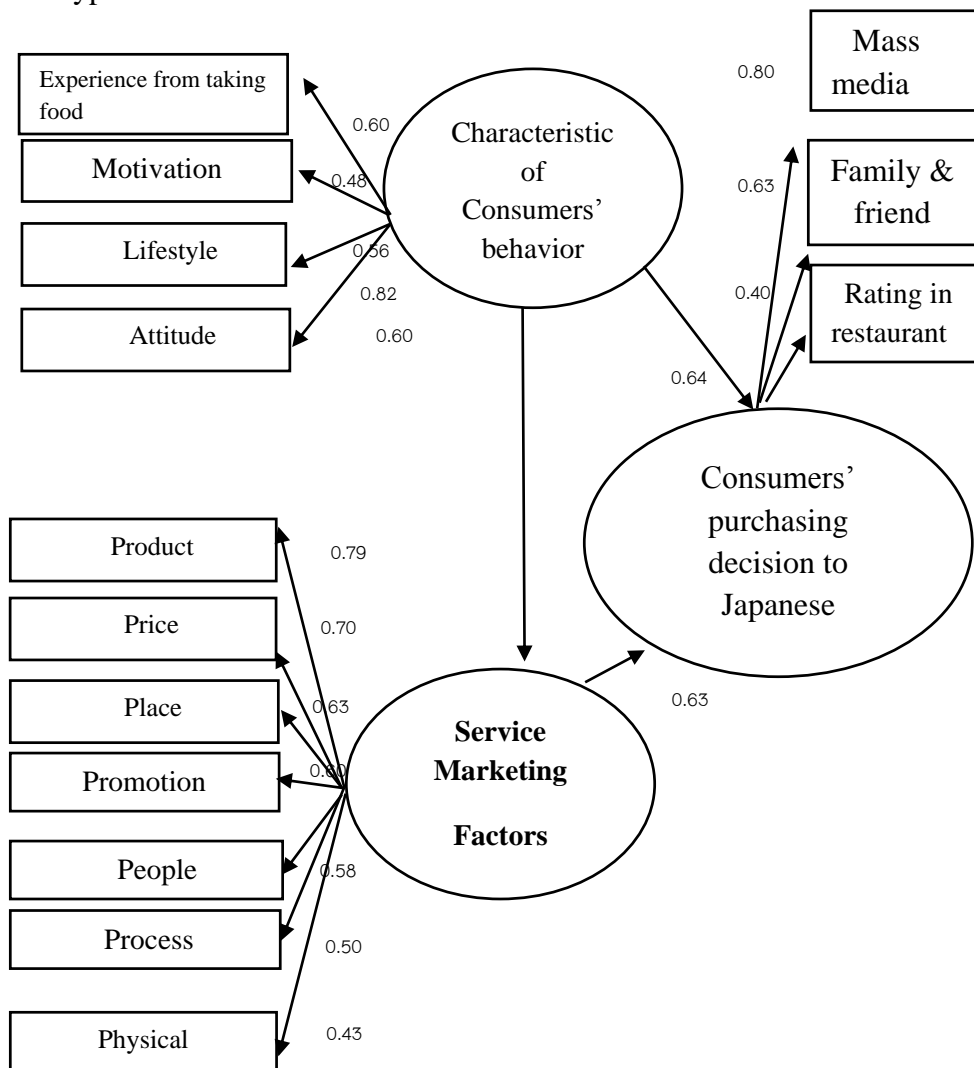 Mass
media
0.80
Experience from taking
food
0.60
Characteristic
of
Consumers’
behavior
Motivation
0.48
0.63
Family &
friend
Lifestyle
0.56
0.82
0.40
Rating in
restaurant
Attitude
0.60
0.64
Consumers’
purchasing
decision to
Japanese
Product
0.79
Price
0.70
Place
0.63
0.63
Service
Marketing
Factors
Promotion
0.60
People
0.58
Process
0.50
Physical
0.43